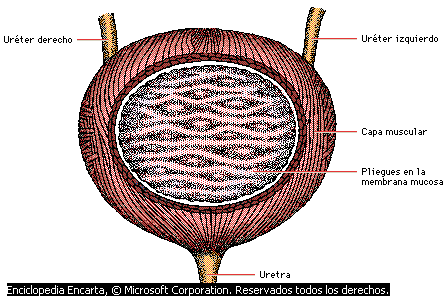 Uréter derecho
Uréter izquierdo
Capa muscular
Pliegues en la
membrana mucosa
Uretra
Enciclopedia Encarta, © Microsoft Corporation. Reservados todos los derechos.